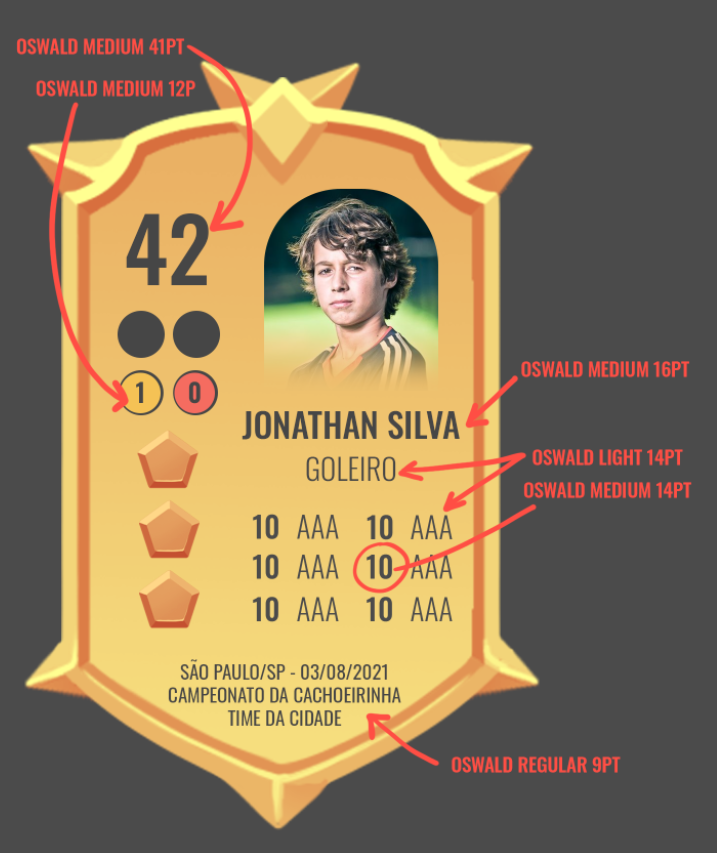 OSWALD MEDIUM 41PT
OSWALD MEDIUM 12P
42
1 0
OSWALD MEDIUM 16PT
JONATHAN SILVA
GOLEIRO
OSWALD LIGHT 14PT
OSWALD MEDIUM 14PT
10 AAA 10 AAA
10 AAA 10 AAA
10 AAA 10 AAA
SÃO PAULO/SP - 03/08/2021
CAMPEONATO DA CACHOEIRINHA
TIME DA CIDADE
OSWALD REGULAR 9PT